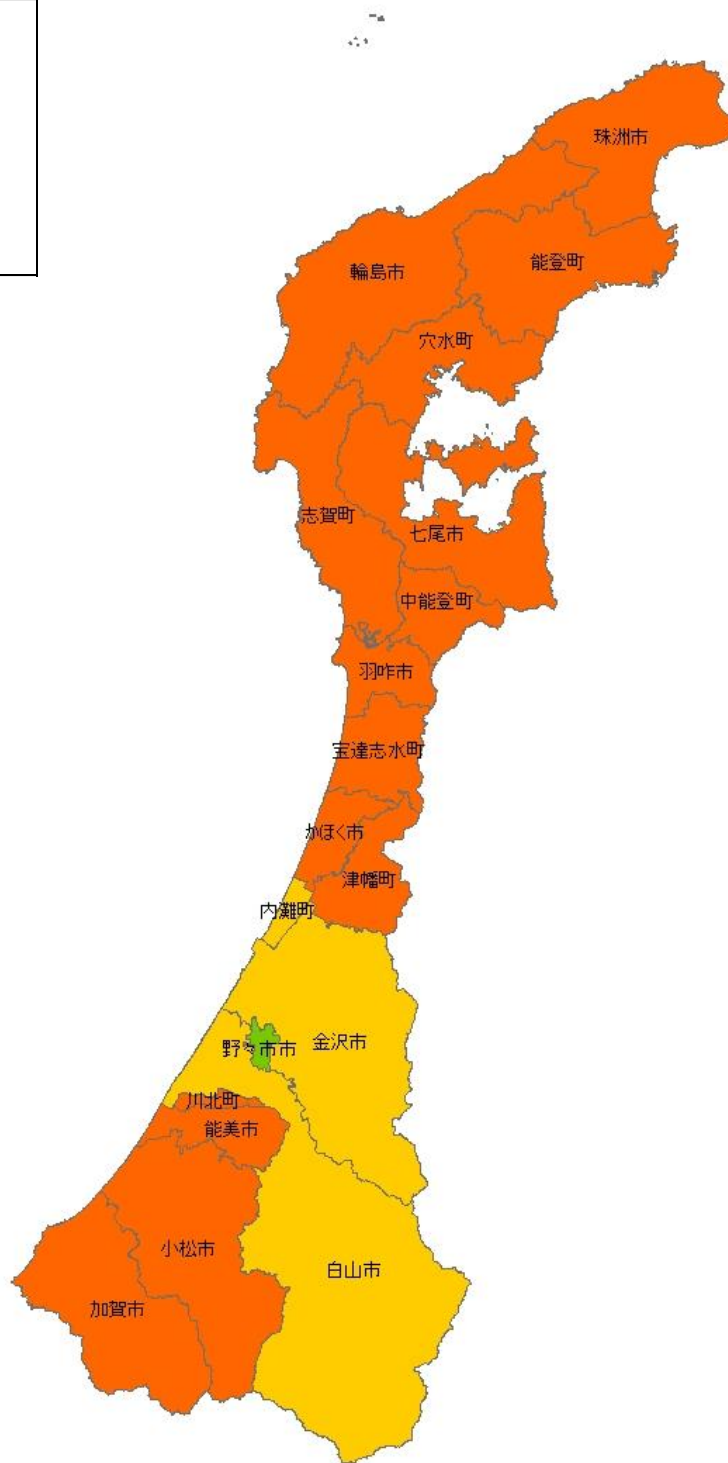 珠洲市
能登町
輪島市
穴水町
志賀町
七尾市
中能登町
羽咋市
宝達志水町
かほく市
津幡町
内灘町
金沢市
野々市市
川北町
能美市
小松市
白山市
加賀市